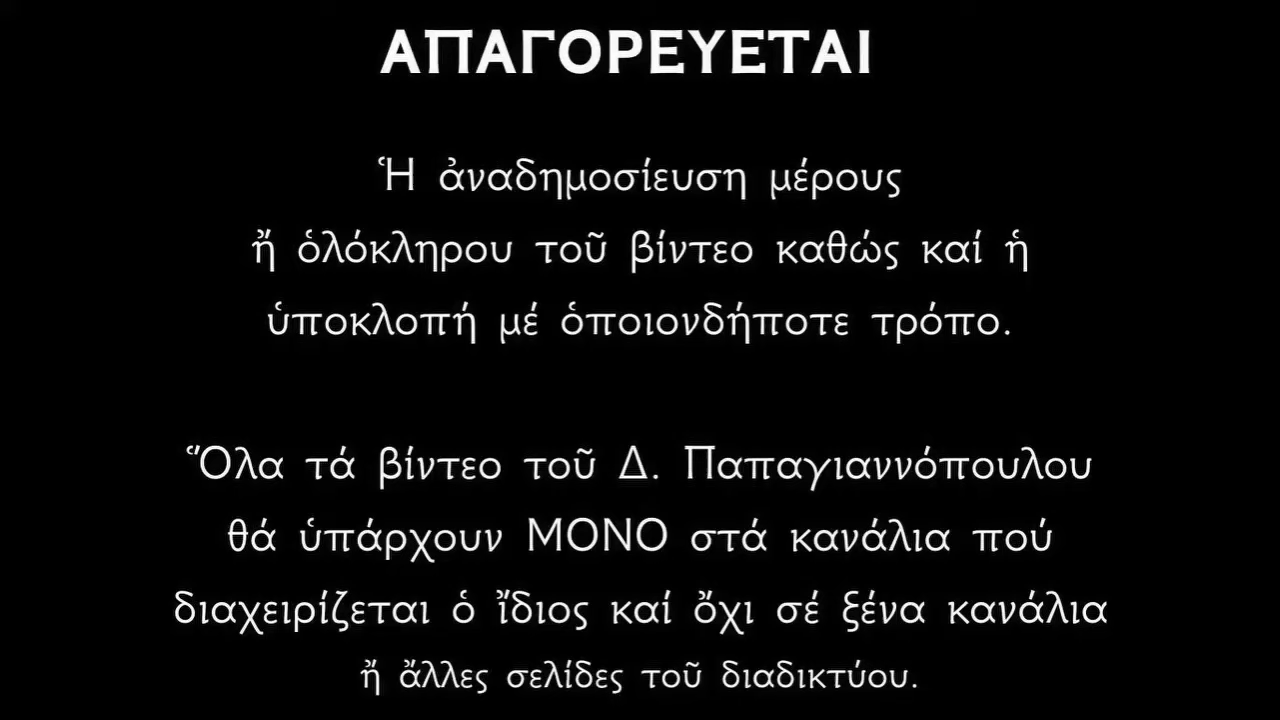 ΑΠΑΓΟΡΕΥΕΤΑΙ
Ἡ ἀναδημοσίευση μέρους
ἤ ὁλόκληρου τοῦ βίντεο καθώς καί ἡ
ὑποκλοπή μέ ὁποιονδήποτε τρόπο.
Ὅλα τά βίντεο τοῦ Δ. Παπαγιαννόπουλου
θά ὑπάρχουν ΜΟΝΟ στά κανάλια πού
διαχειρίζεται ὁ ἴδιος καί ὄχι σέ ξένα κανάλια
ἤ ἄλλες σελίδες τοῦ διαδικτύου.